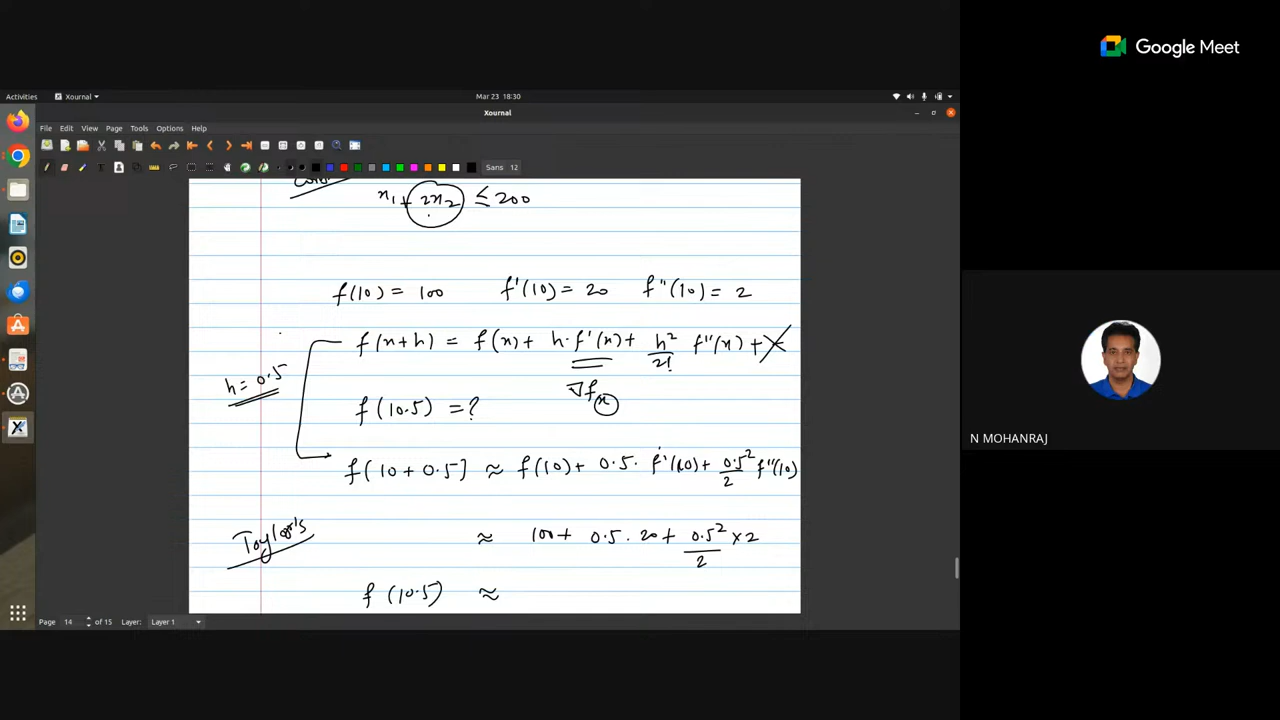 Google Meet
Activities Xournal Mar 23 18:30
Xournal
File Edit View Page Tools Options Help
Sans 12
x1 + 2x2 ≤ 200
f(10) = 100 f'(10) = 20 f"(10) = 2
f(x+h) = f(x) + h·f'(x) + h²/2! f"(x) +
h = 0.5
∇f x
f(10.5) = ?
f(10 + 0.5) ≈ f(10) + 0.5. f'(10) + 0.5²/2 f"(10)
Taylor's
≈ 100 + 0.5 · 20 + 0.5²/2 × 2
f(10.5) ≈
N MOHANRAJ
Page 14 of 15 Layer: Layer 1